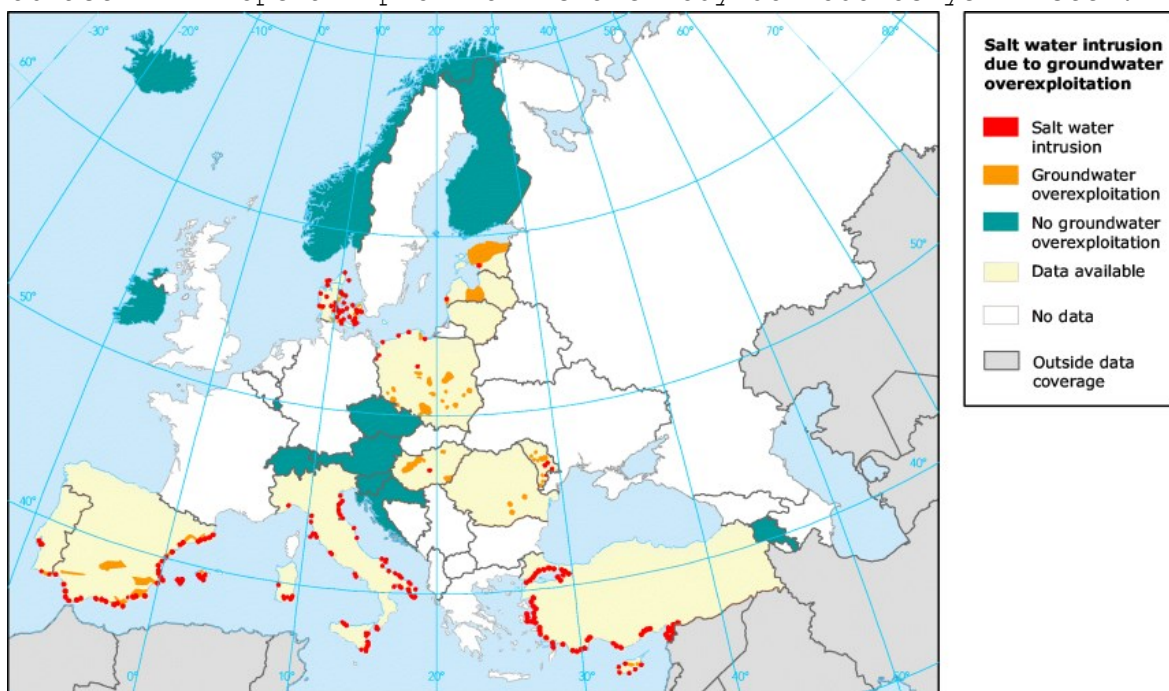 -30°
-20°
-10°
0°
10°
20°
30°
40°
50°
60°
70°
60°
50°
40°
50°
40°
0°
10°
20°
30°
40°
Salt water intrusion
due to groundwater
overexploitation
Salt water
intrusion
Groundwater
overexploitation
No groundwater
overexploitation
Data available
No data
Outside data
coverage